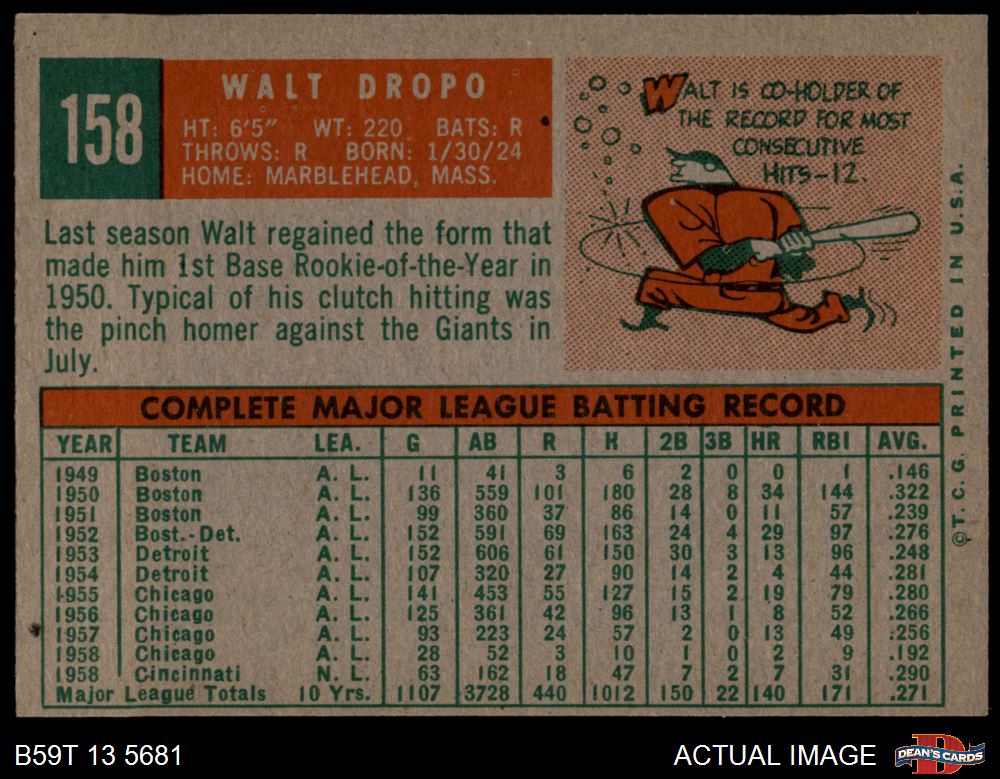 158
WALT DROPO
HT: 6'5" WT: 220 BATS: R
THROWS: R BORN: 1/30/24
HOME: MARBLEHEAD, MASS.
WALT IS CO-HOLDER OF
THE RECORD FOR MOST
CONSECUTIVE
HITS-12.
Last season Walt regained the form that
made him 1st Base Rookie-of-the-Year in
1950. Typical of his clutch hitting was
the pinch homer against the Giants in
July.
COMPLETE MAJOR LEAGUE BATTING RECORD
YEAR TEAM LEA. G AB R H 2B 3B HR RBI AVG.
1949 Boston A. L. 11 41 3 6 2 0 0 1 .146
1950 Boston A. L. 136 559 101 180 28 8 34 144 .322
1951 Boston A. L. 99 360 37 86 14 0 11 57 .239
1952 Bost.-Det. A. L. 152 591 69 163 24 4 29 97 .276
1953 Detroit A. L. 152 606 61 150 30 3 13 96 .248
1954 Detroit A. L. 107 320 27 90 14 2 4 44 .281
1955 Chicago A. L. 141 453 55 127 15 2 19 79 .280
1956 Chicago A. L. 125 361 42 96 13 1 8 52 .266
1957 Chicago A. L. 93 223 24 57 2 0 13 49 .256
1958 Chicago A. L. 28 52 3 10 1 0 2 9 .192
1958 Cincinnati N. L. 63 162 18 47 7 2 7 31 .290
Major League Totals 10 Yrs. 1107 3728 440 1012 150 22 140 171 .271
©T. C. G. PRINTED IN U.S.A.
B59T 13 5681
ACTUAL IMAGE
DEAN'S CARDS